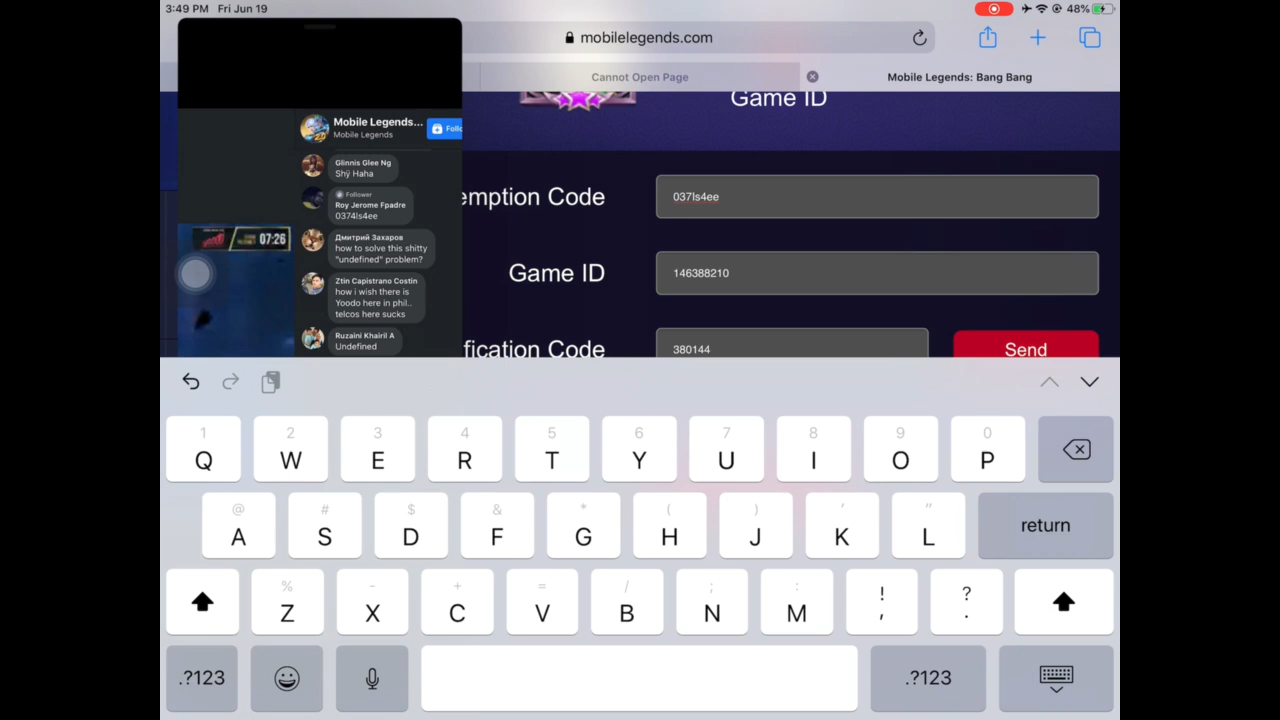 3:49 PM Fri Jun 19
48%
mobilelegends.com
Cannot Open Page
Mobile Legends: Bang Bang
Game ID
Mobile Legends...
Mobile Legends
Follo
Glinnis Glee Ng
Shÿ Haha
Follower
Roy Jerome Fpadre
0374ls4ee
07:26
Дмитрий Захаров
how to solve this shitty
"undefined" problem?
Ztin Capistrano Costin
how i wish there is
Yoodo here in phil..
telcos here sucks
Ruzaini Khairil A
Undefined
emption Code
037ls4ee
Game ID
146388210
fication Code
380144
Send
1 2 3 4 5 6 7 8 9 0
Q W E R T Y U I O P
@ # $ & * ( ) ' "
A S D F G H J K L return
% - + = / ; : ! ?
Z X C V B N M , .
.?123 .?123